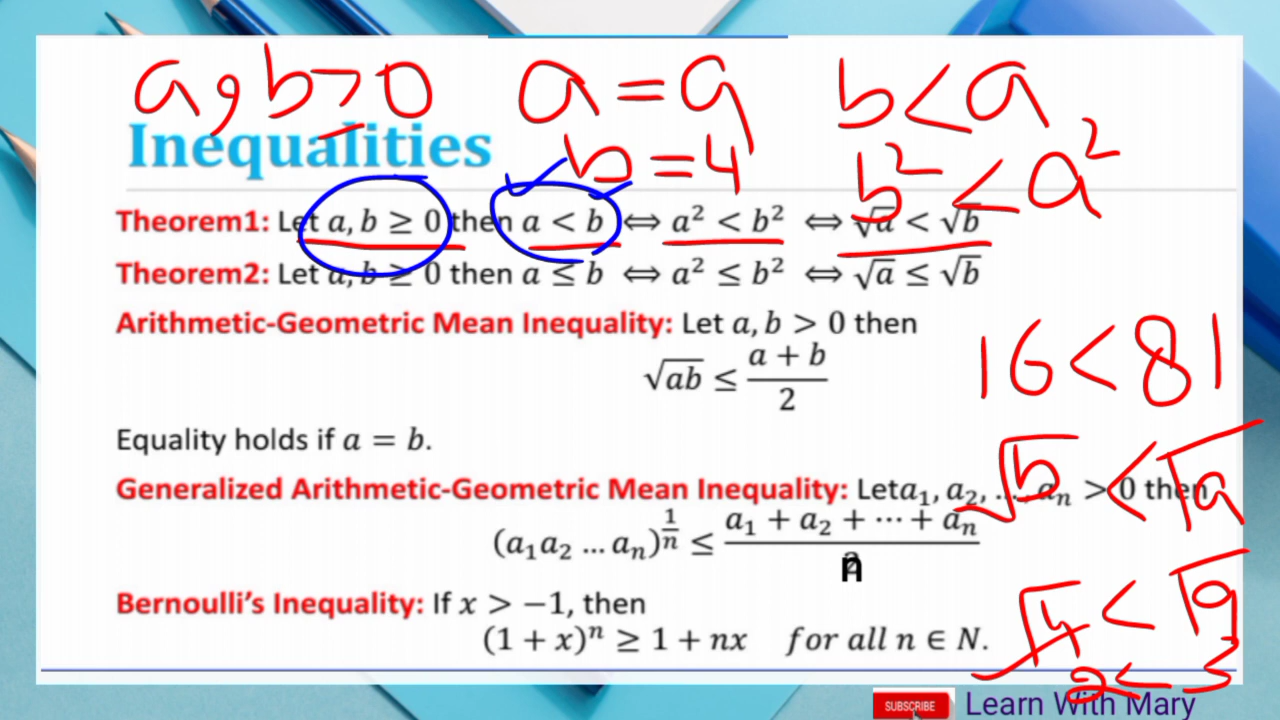 a, b ≥ 0 a = 9 b < a
b = 4 b² < a²
Inequalities
Theorem1: Let a, b ≥ 0 then a < b ⟺ a² < b² ⟺ √a < √b
Theorem2: Let a, b ≥ 0 then a ≤ b ⟺ a² ≤ b² ⟺ √a ≤ √b
Arithmetic-Geometric Mean Inequality: Let a, b > 0 then
√ab ≤ (a + b)/2
16 < 81
Equality holds if a = b.
√b < √a
Generalized Arithmetic-Geometric Mean Inequality: Leta₁, a₂, … , aₙ > 0 then
(a₁a₂ … aₙ)^(1/n) ≤ (a₁ + a₂ + ⋯ + aₙ)/n
Bernoulli's Inequality: If x > −1, then
√4 < √9
(1 + x)ⁿ ≥ 1 + nx for all n ∈ N.
2 < 3
SUBSCRIBE Learn With Mary